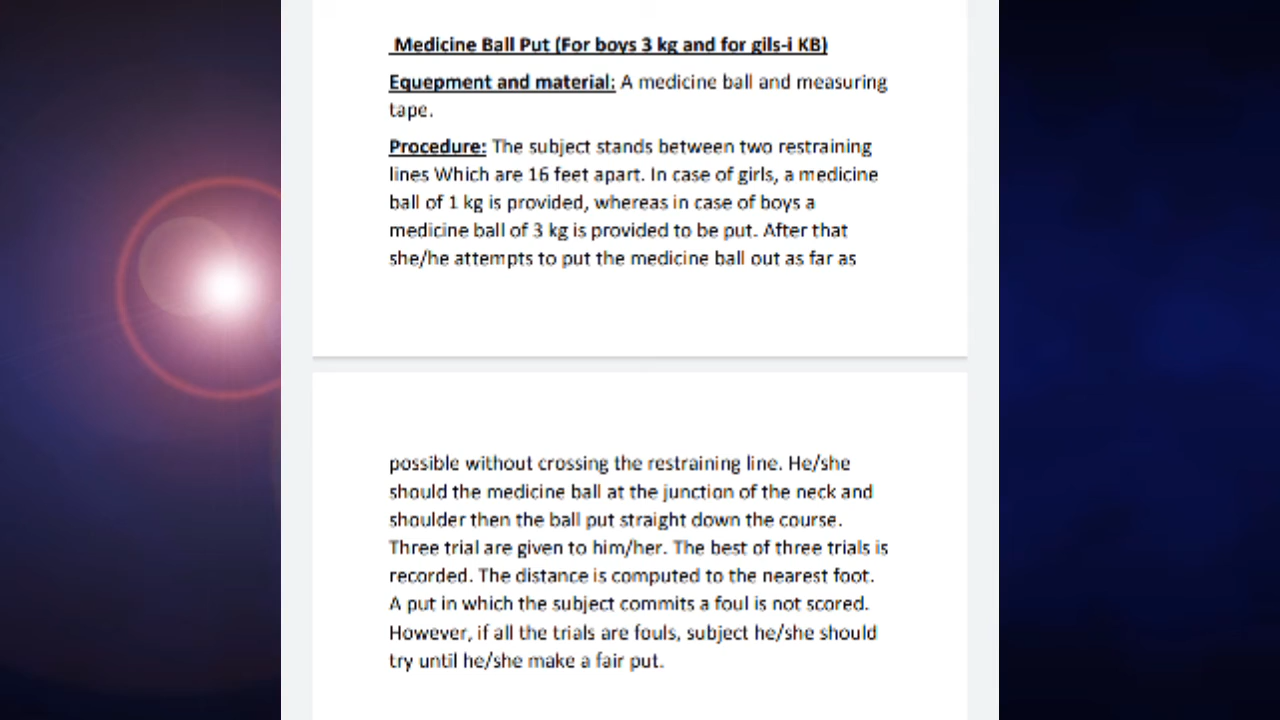 Medicine Ball Put (For boys 3 kg and for gils-i KB)
Equepment and material: A medicine ball and measuring
tape.
Procedure: The subject stands between two restraining
lines Which are 16 feet apart. In case of girls, a medicine
ball of 1 kg is provided, whereas in case of boys a
medicine ball of 3 kg is provided to be put. After that
she/he attempts to put the medicine ball out as far as
possible without crossing the restraining line. He/she
should the medicine ball at the junction of the neck and
shoulder then the ball put straight down the course.
Three trial are given to him/her. The best of three trials is
recorded. The distance is computed to the nearest foot.
A put in which the subject commits a foul is not scored.
However, if all the trials are fouls, subject he/she should
try until he/she make a fair put.